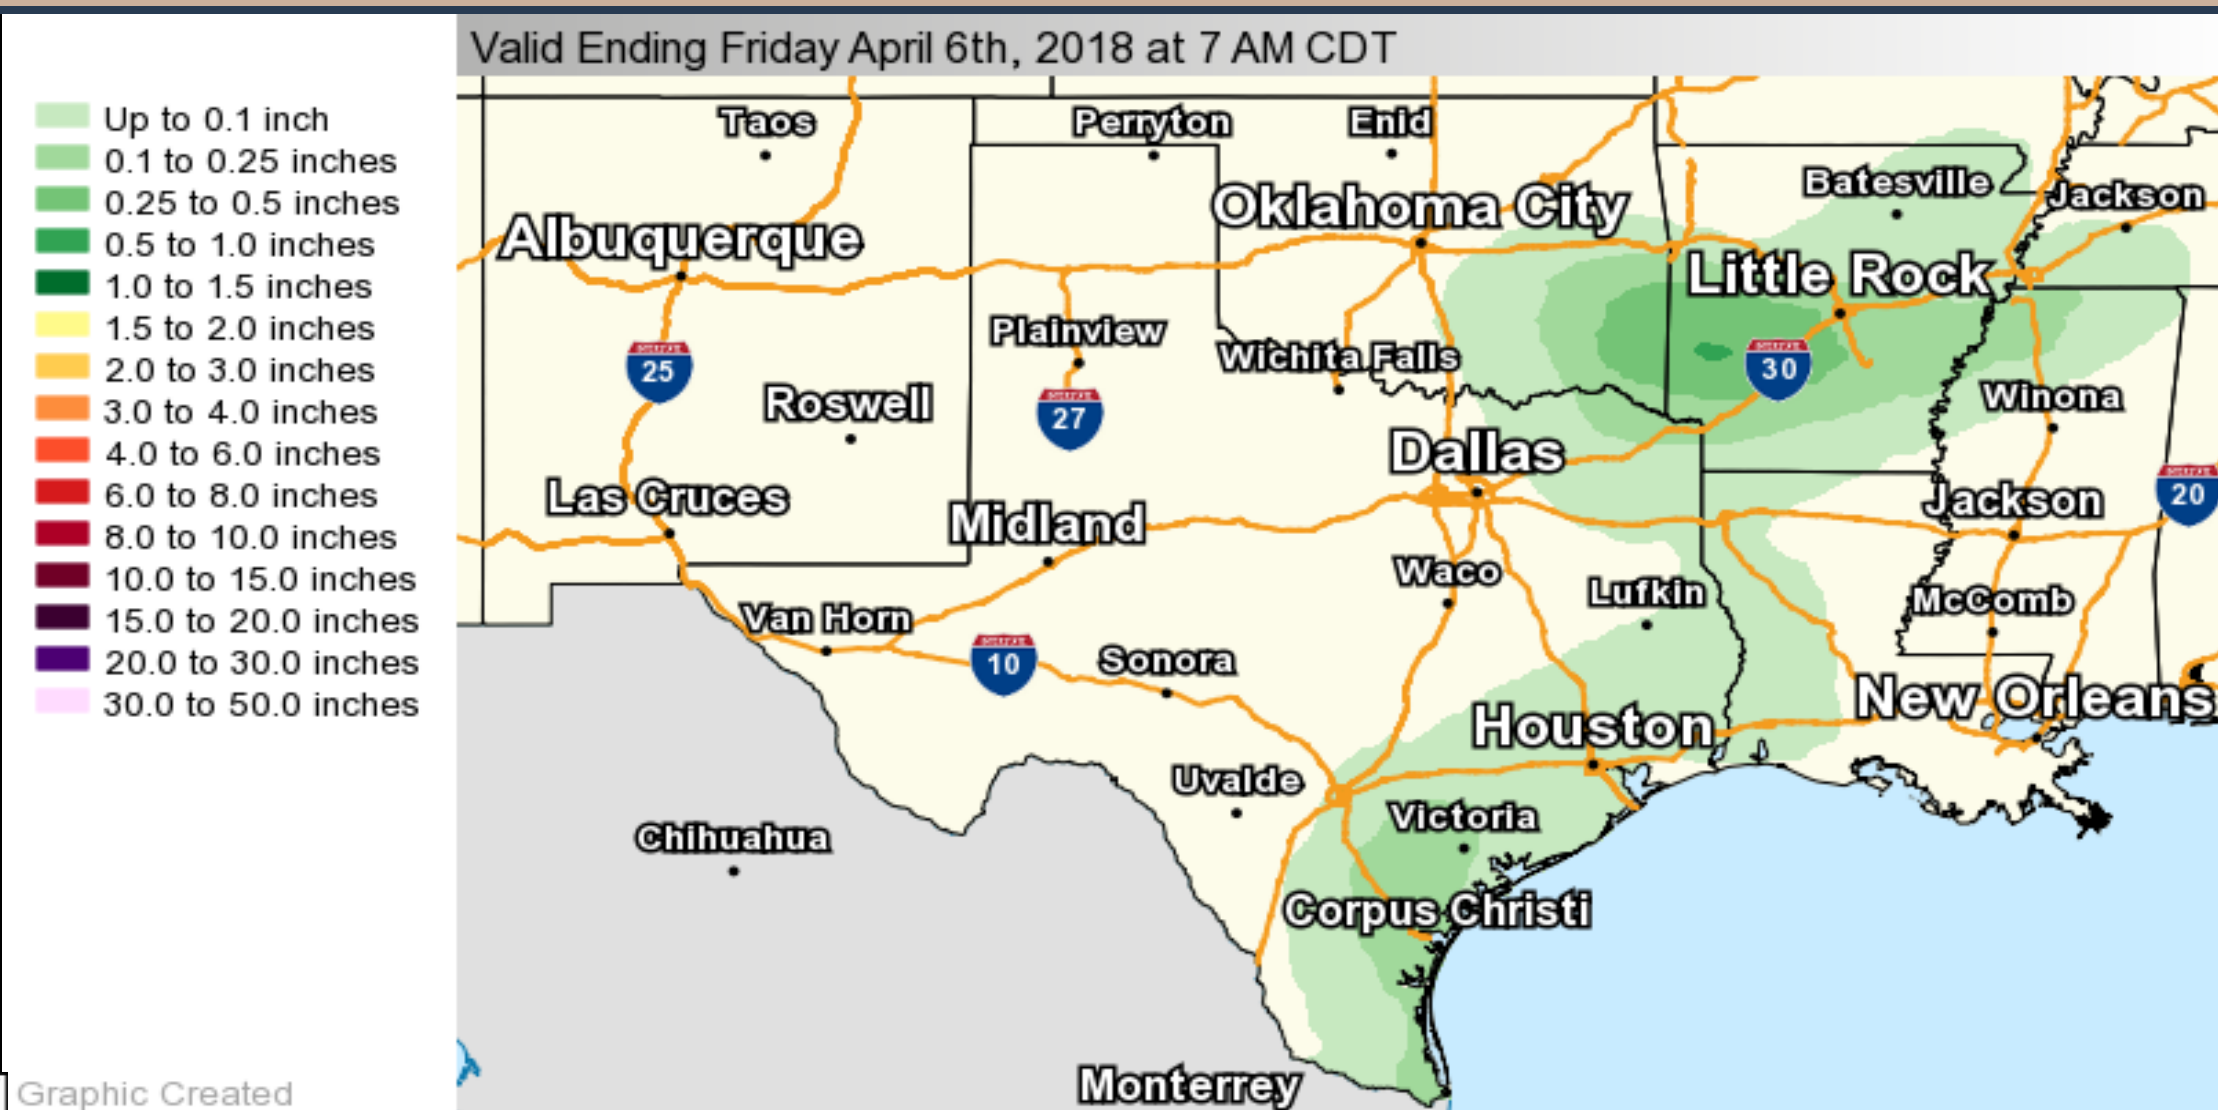 Valid Ending Friday April 6th, 2018 at 7 AM CDT
Up to 0.1 inch
0.1 to 0.25 inches
0.25 to 0.5 inches
0.5 to 1.0 inches
1.0 to 1.5 inches
1.5 to 2.0 inches
2.0 to 3.0 inches
3.0 to 4.0 inches
4.0 to 6.0 inches
6.0 to 8.0 inches
8.0 to 10.0 inches
10.0 to 15.0 inches
15.0 to 20.0 inches
20.0 to 30.0 inches
30.0 to 50.0 inches
Graphic Created
Taos
Perryton
Enid
Batesville
Jackson
Oklahoma City
Albuquerque
Little Rock
Plainview
Wichita Falls
25
30
Roswell
27
Winona
Dallas
Las Cruces
Midland
Jackson
20
Waco
Lufkin
McComb
Van Horn
10
Sonora
New Orleans
Houston
Uvalde
Victoria
Chihuahua
Corpus Christi
Monterrey